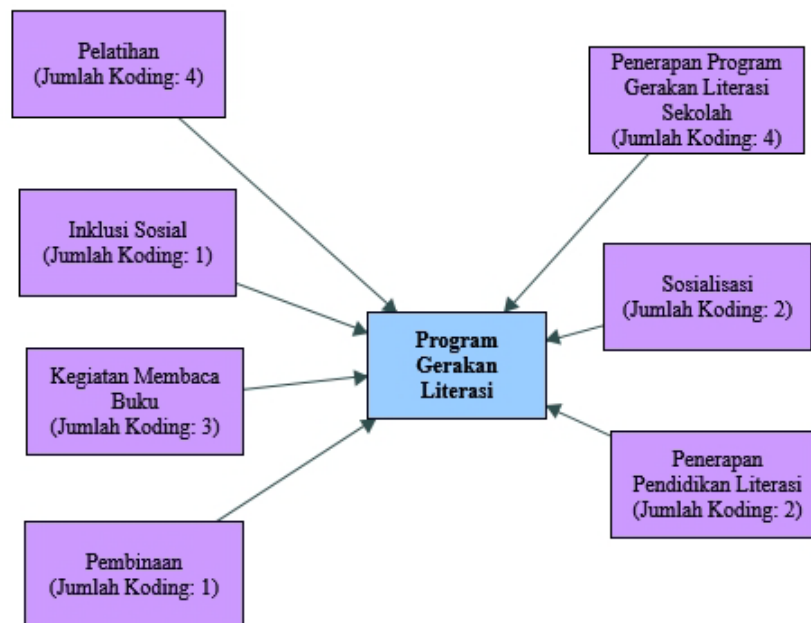 Pelatihan
(Jumlah Koding: 4)
Penerapan Program
Gerakan Literasi
Sekolah
(Jumlah Koding: 4)
Inklusi Sosial
(Jumlah Koding: 1)
Sosialisasi
(Jumlah Koding: 2)
Program
Gerakan
Literasi
Kegiatan Membaca
Buku
(Jumlah Koding: 3)
Penerapan
Pendidikan Literasi
(Jumlah Koding: 2)
Pembinaan
(Jumlah Koding: 1)